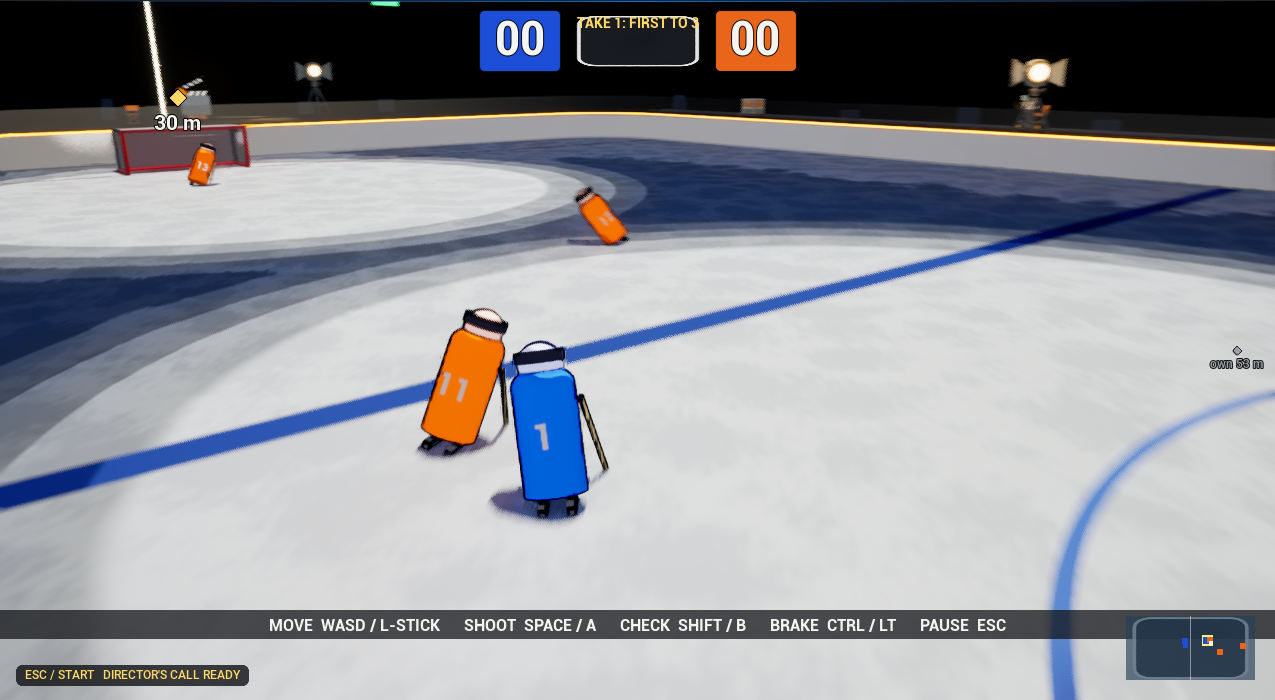 00
TAKE 1: FIRST TO 3
00
30 m
13
11
1
own 53 m
MOVE WASD / L-STICK SHOOT SPACE / A CHECK SHIFT / B BRAKE CTRL / LT PAUSE ESC
ESC / START DIRECTOR'S CALL READY